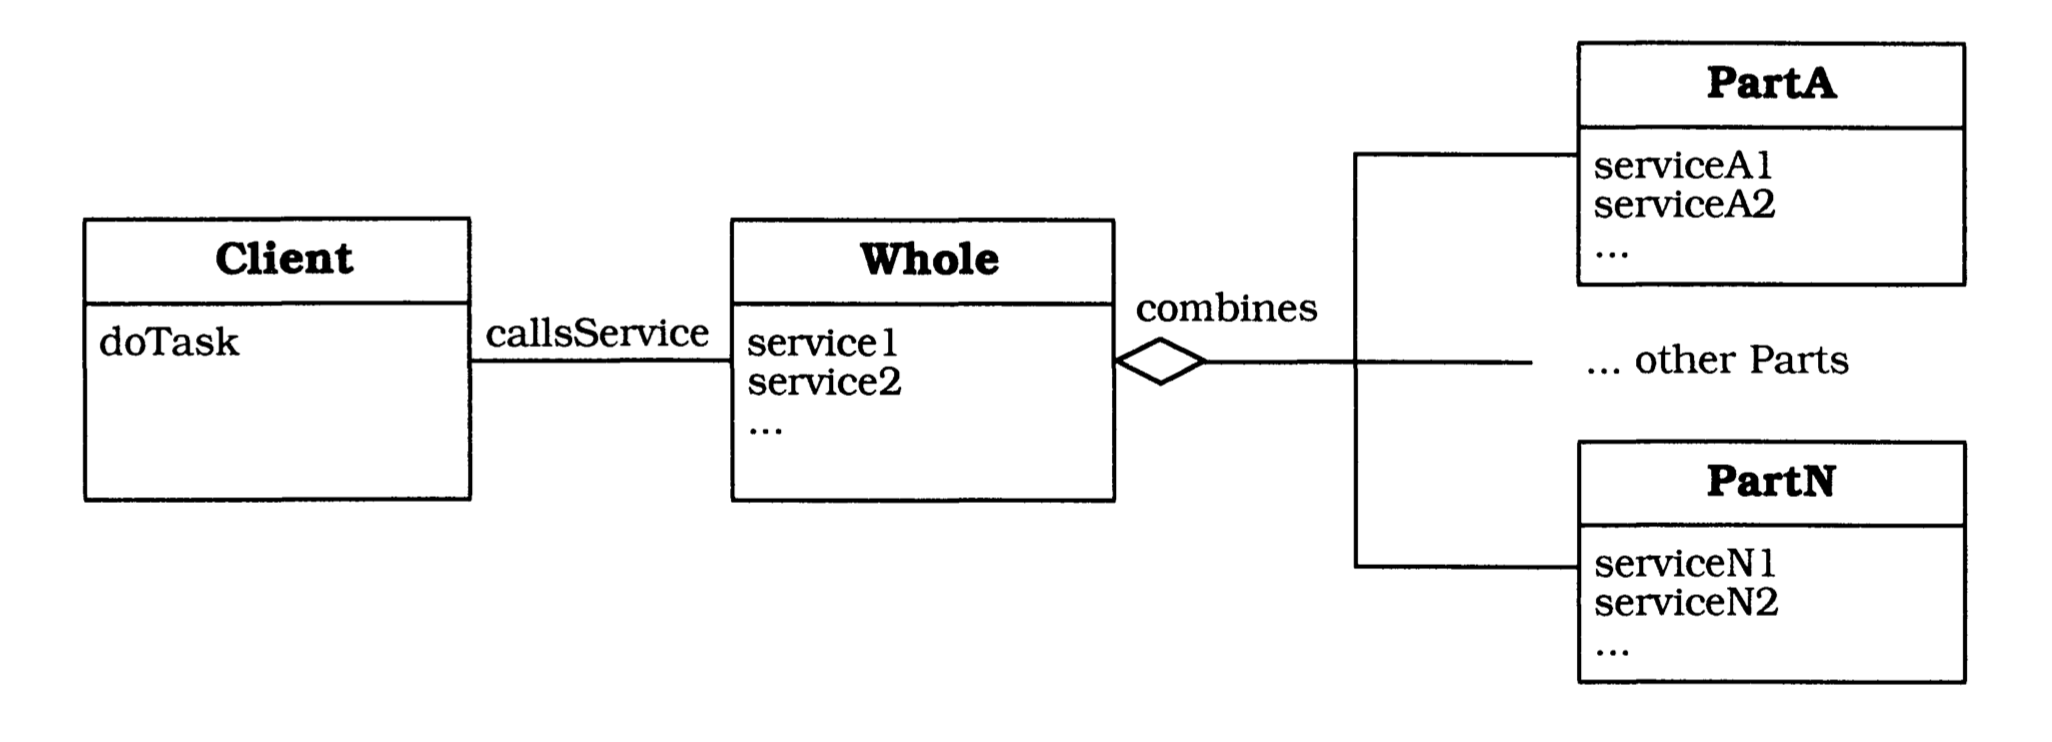 Client
doTask
callsService
Whole
service1
service2
...
combines
PartA
serviceA1
serviceA2
...
... other Parts
PartN
serviceN1
serviceN2
...